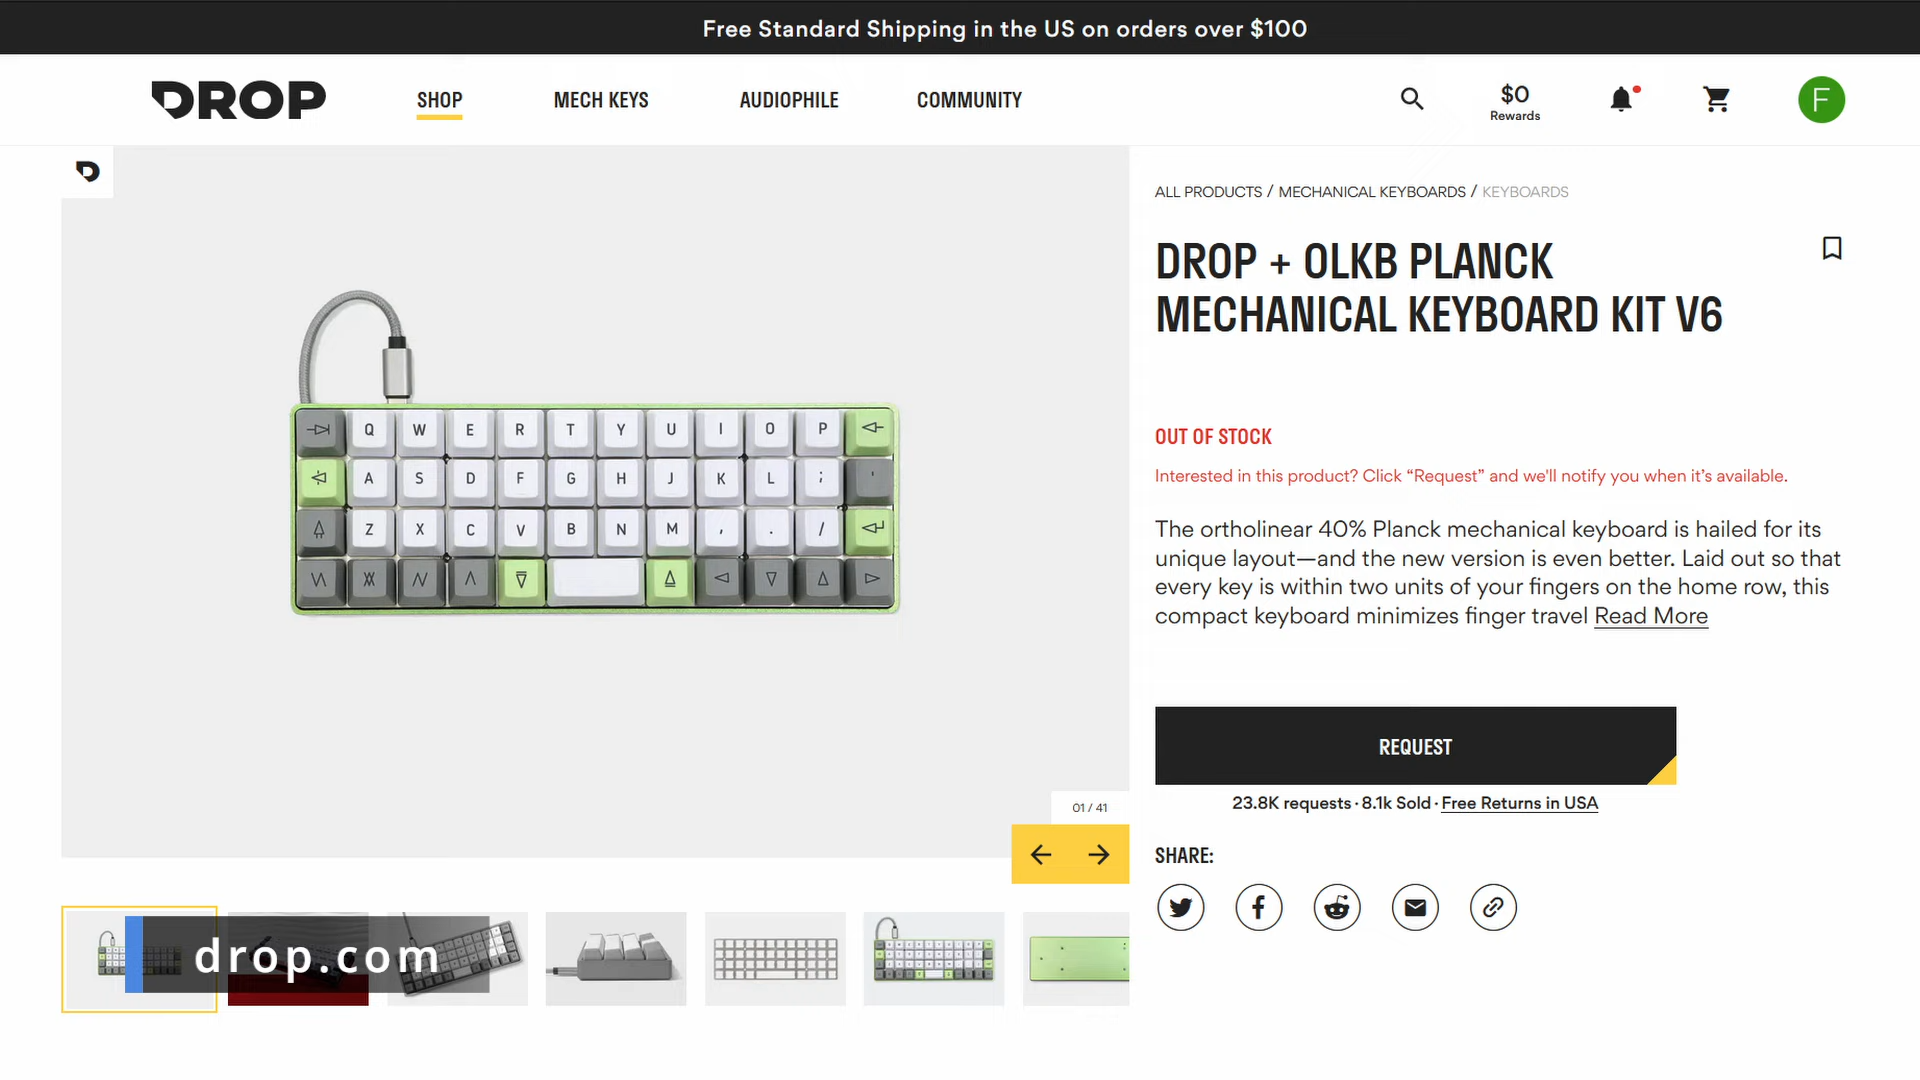 Free Standard Shipping in the US on orders over $100
DROP
SHOP
MECH KEYS
AUDIOPHILE
COMMUNITY
$0
Rewards
F
ALL PRODUCTS / MECHANICAL KEYBOARDS / KEYBOARDS
DROP + OLKB PLANCK
MECHANICAL KEYBOARD KIT V6
OUT OF STOCK
Interested in this product? Click “Request” and we'll notify you when it’s available.
The ortholinear 40% Planck mechanical keyboard is hailed for its
unique layout—and the new version is even better. Laid out so that
every key is within two units of your fingers on the home row, this
compact keyboard minimizes finger travel Read More
REQUEST
23.8K requests · 8.1k Sold · Free Returns in USA
SHARE:
Q W E R T Y U I O P
A S D F G H J K L ; '
Z X C V B N M , . /
01 / 41
drop.com